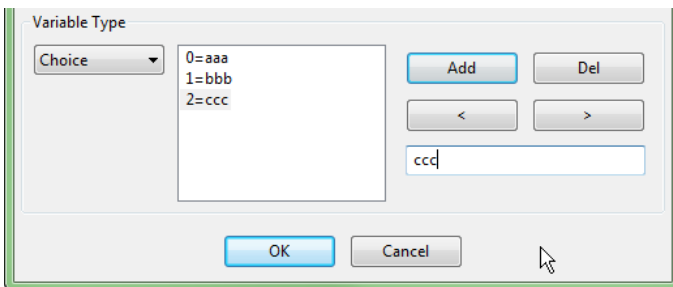 Variable Type
Choice
0=aaa
1=bbb
2=ccc
Add
Del
<
>
ccc
OK
Cancel